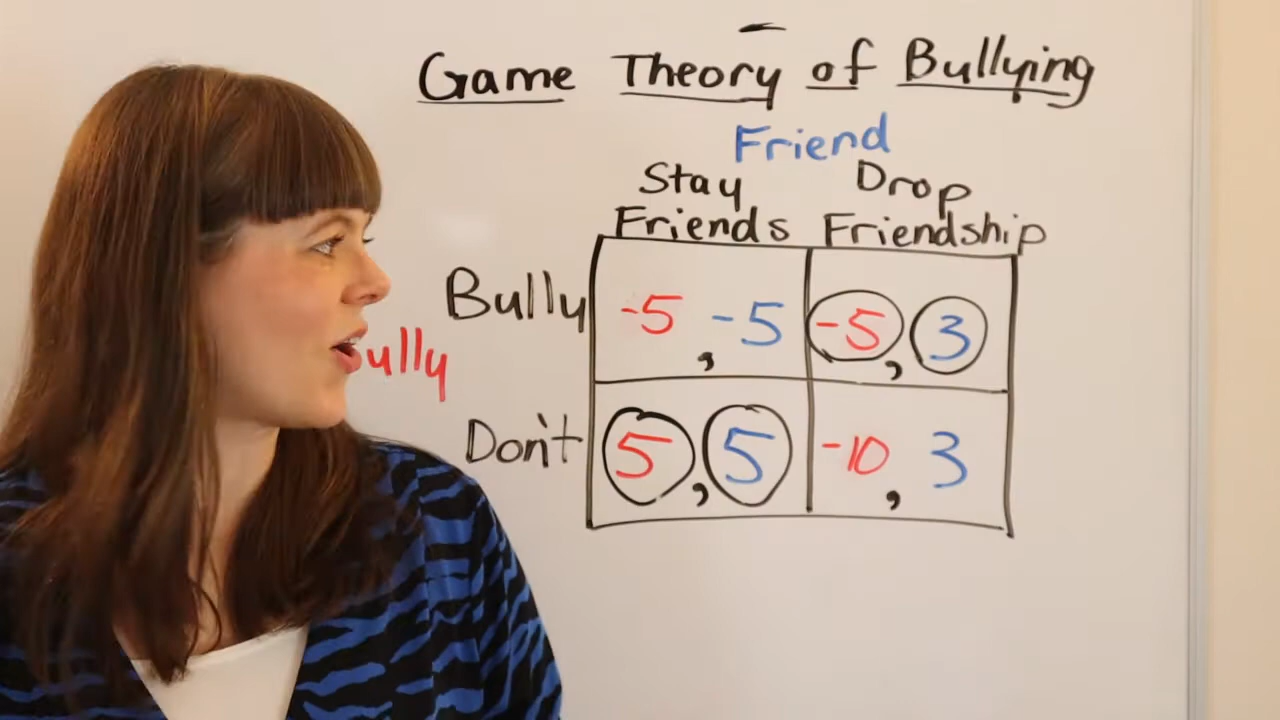 Game Theory of Bullying
Friend
Stay Friends
Drop Friendship
Bully -5 , -5 -5 , 3
ully
Don't 5 , 5 -10 , 3